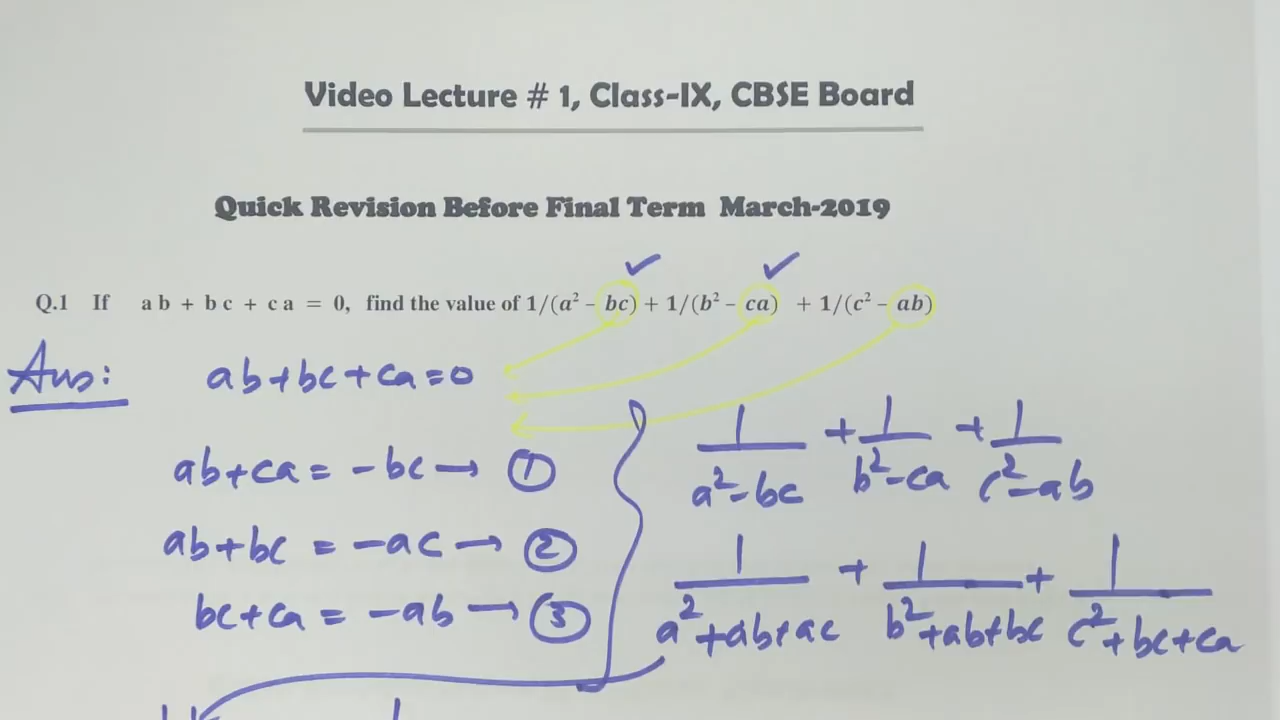 Video Lecture # 1, Class-IX, CBSE Board
Quick Revision Before Final Term March-2019
Q.1 If a b + b c + c a = 0, find the value of 1/(a² − bc) + 1/(b² − ca) + 1/(c² − ab)
Ans: ab+bc+ca=0
ab+ca = -bc → ①
ab+bc = -ac → ②
bc+ca = -ab → ③
1/(a²-bc) + 1/(b²-ca) + 1/(c²-ab)
1/(a²+ab+ac) + 1/(b²+ab+bc) + 1/(c²+bc+ca)